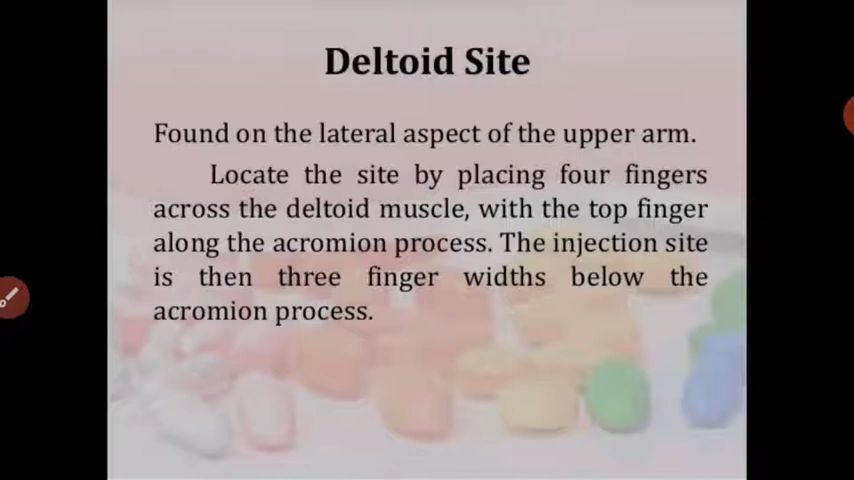 Deltoid Site
Found on the lateral aspect of the upper arm.
Locate the site by placing four fingers
across the deltoid muscle, with the top finger
along the acromion process. The injection site
is then three finger widths below the
acromion process.